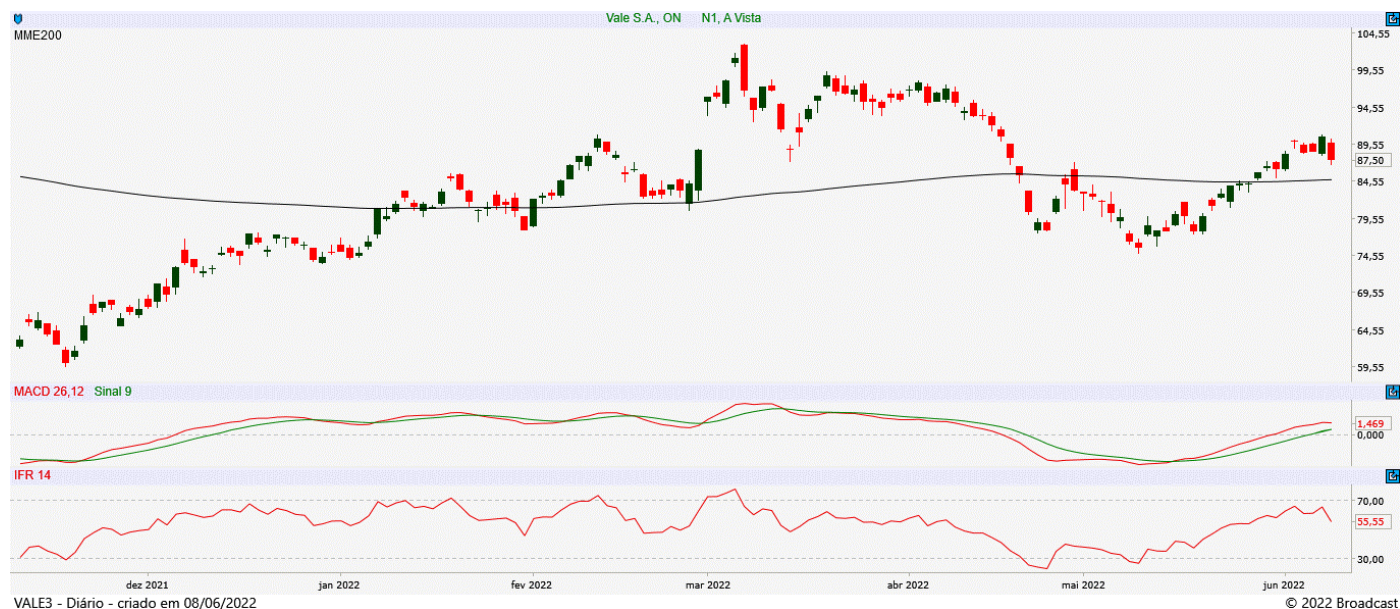 Vale S.A., ON N1, A Vista
MME200
104,55
99,55
94,55
89,55
87,50
84,55
79,55
74,55
69,55
64,55
59,55
MACD 26,12 Sinal 9
1,469
0,000
IFR 14
70,00
55,55
30,00
dez 2021 jan 2022 fev 2022 mar 2022 abr 2022 mai 2022 jun 2022
VALE3 - Diário - criado em 08/06/2022 © 2022 Broadcast